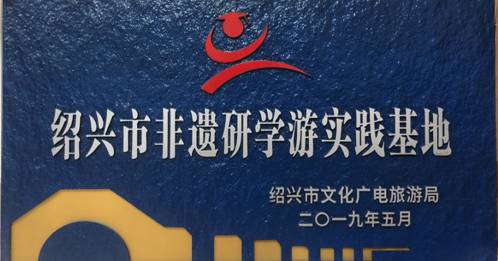 绍兴市非遗研学游实践基地
绍兴市文化广电旅游局
二〇一九年五月